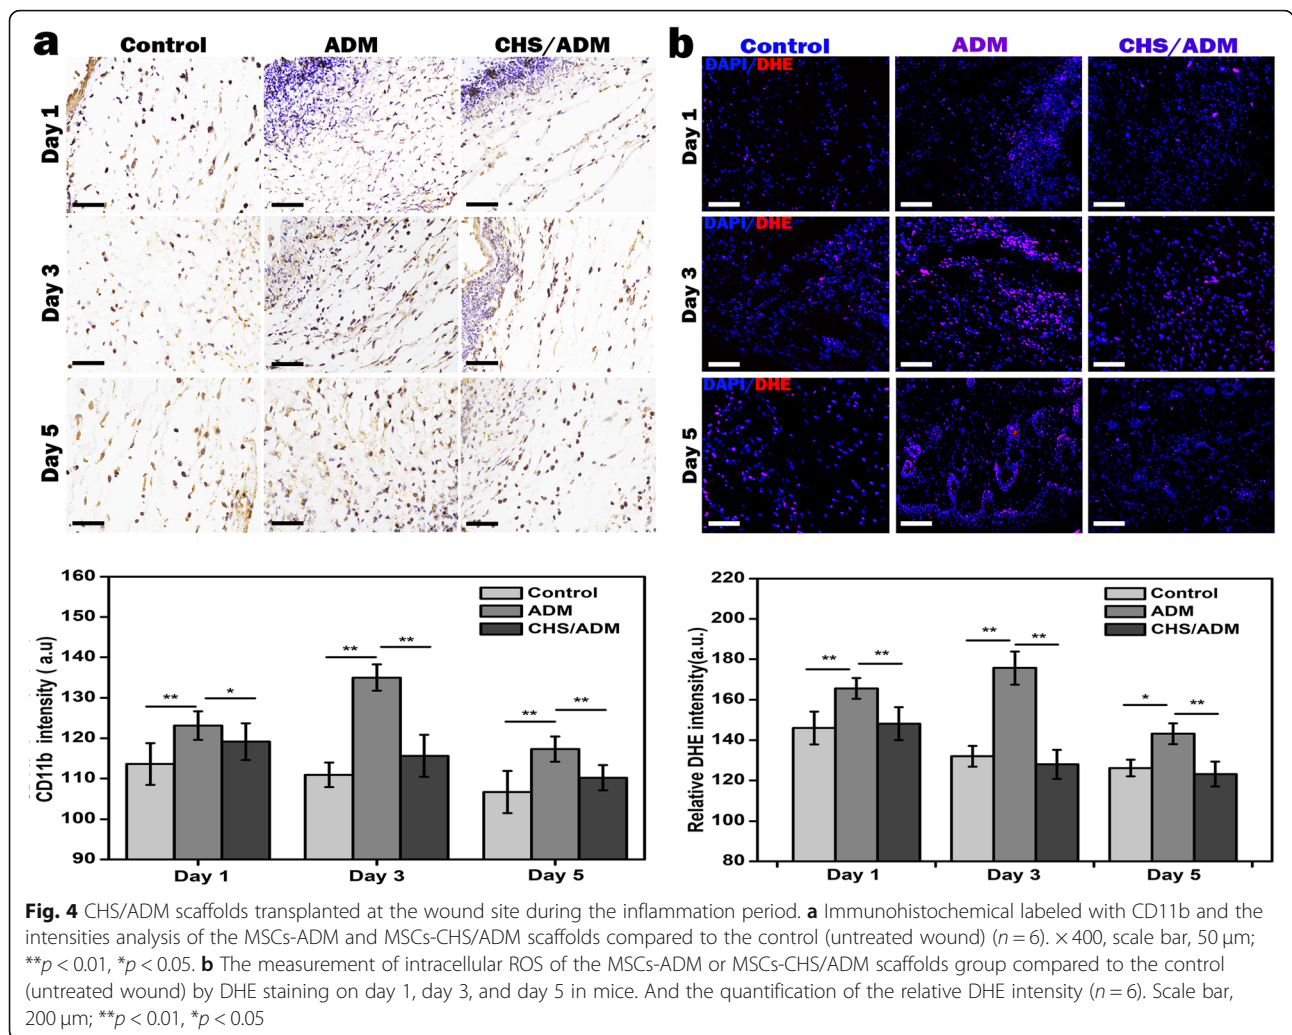 a
Control ADM CHS/ADM
Day 1
Day 3
Day 5
b
Control ADM CHS/ADM
DAPI/DHE
Day 1
DAPI/DHE
Day 3
DAPI/DHE
Day 5
160
150
140
130
120
110
100
90
CD11b intensity ( a.u)
Control
ADM
CHS/ADM
** *
** **
** **
Day 1 Day 3 Day 5
220
200
180
160
140
120
100
80
Relative DHE intensity(a.u.)
Control
ADM
CHS/ADM
** **
** **
* **
Day 1 Day 3 Day 5
Fig. 4 CHS/ADM scaffolds transplanted at the wound site during the inflammation period. a Immunohistochemical labeled with CD11b and the
intensities analysis of the MSCs-ADM and MSCs-CHS/ADM scaffolds compared to the control (untreated wound) (n = 6). × 400, scale bar, 50 μm;
**p < 0.01, *p < 0.05. b The measurement of intracellular ROS of the MSCs-ADM or MSCs-CHS/ADM scaffolds group compared to the control
(untreated wound) by DHE staining on day 1, day 3, and day 5 in mice. And the quantification of the relative DHE intensity (n = 6). Scale bar,
200 μm; **p < 0.01, *p < 0.05